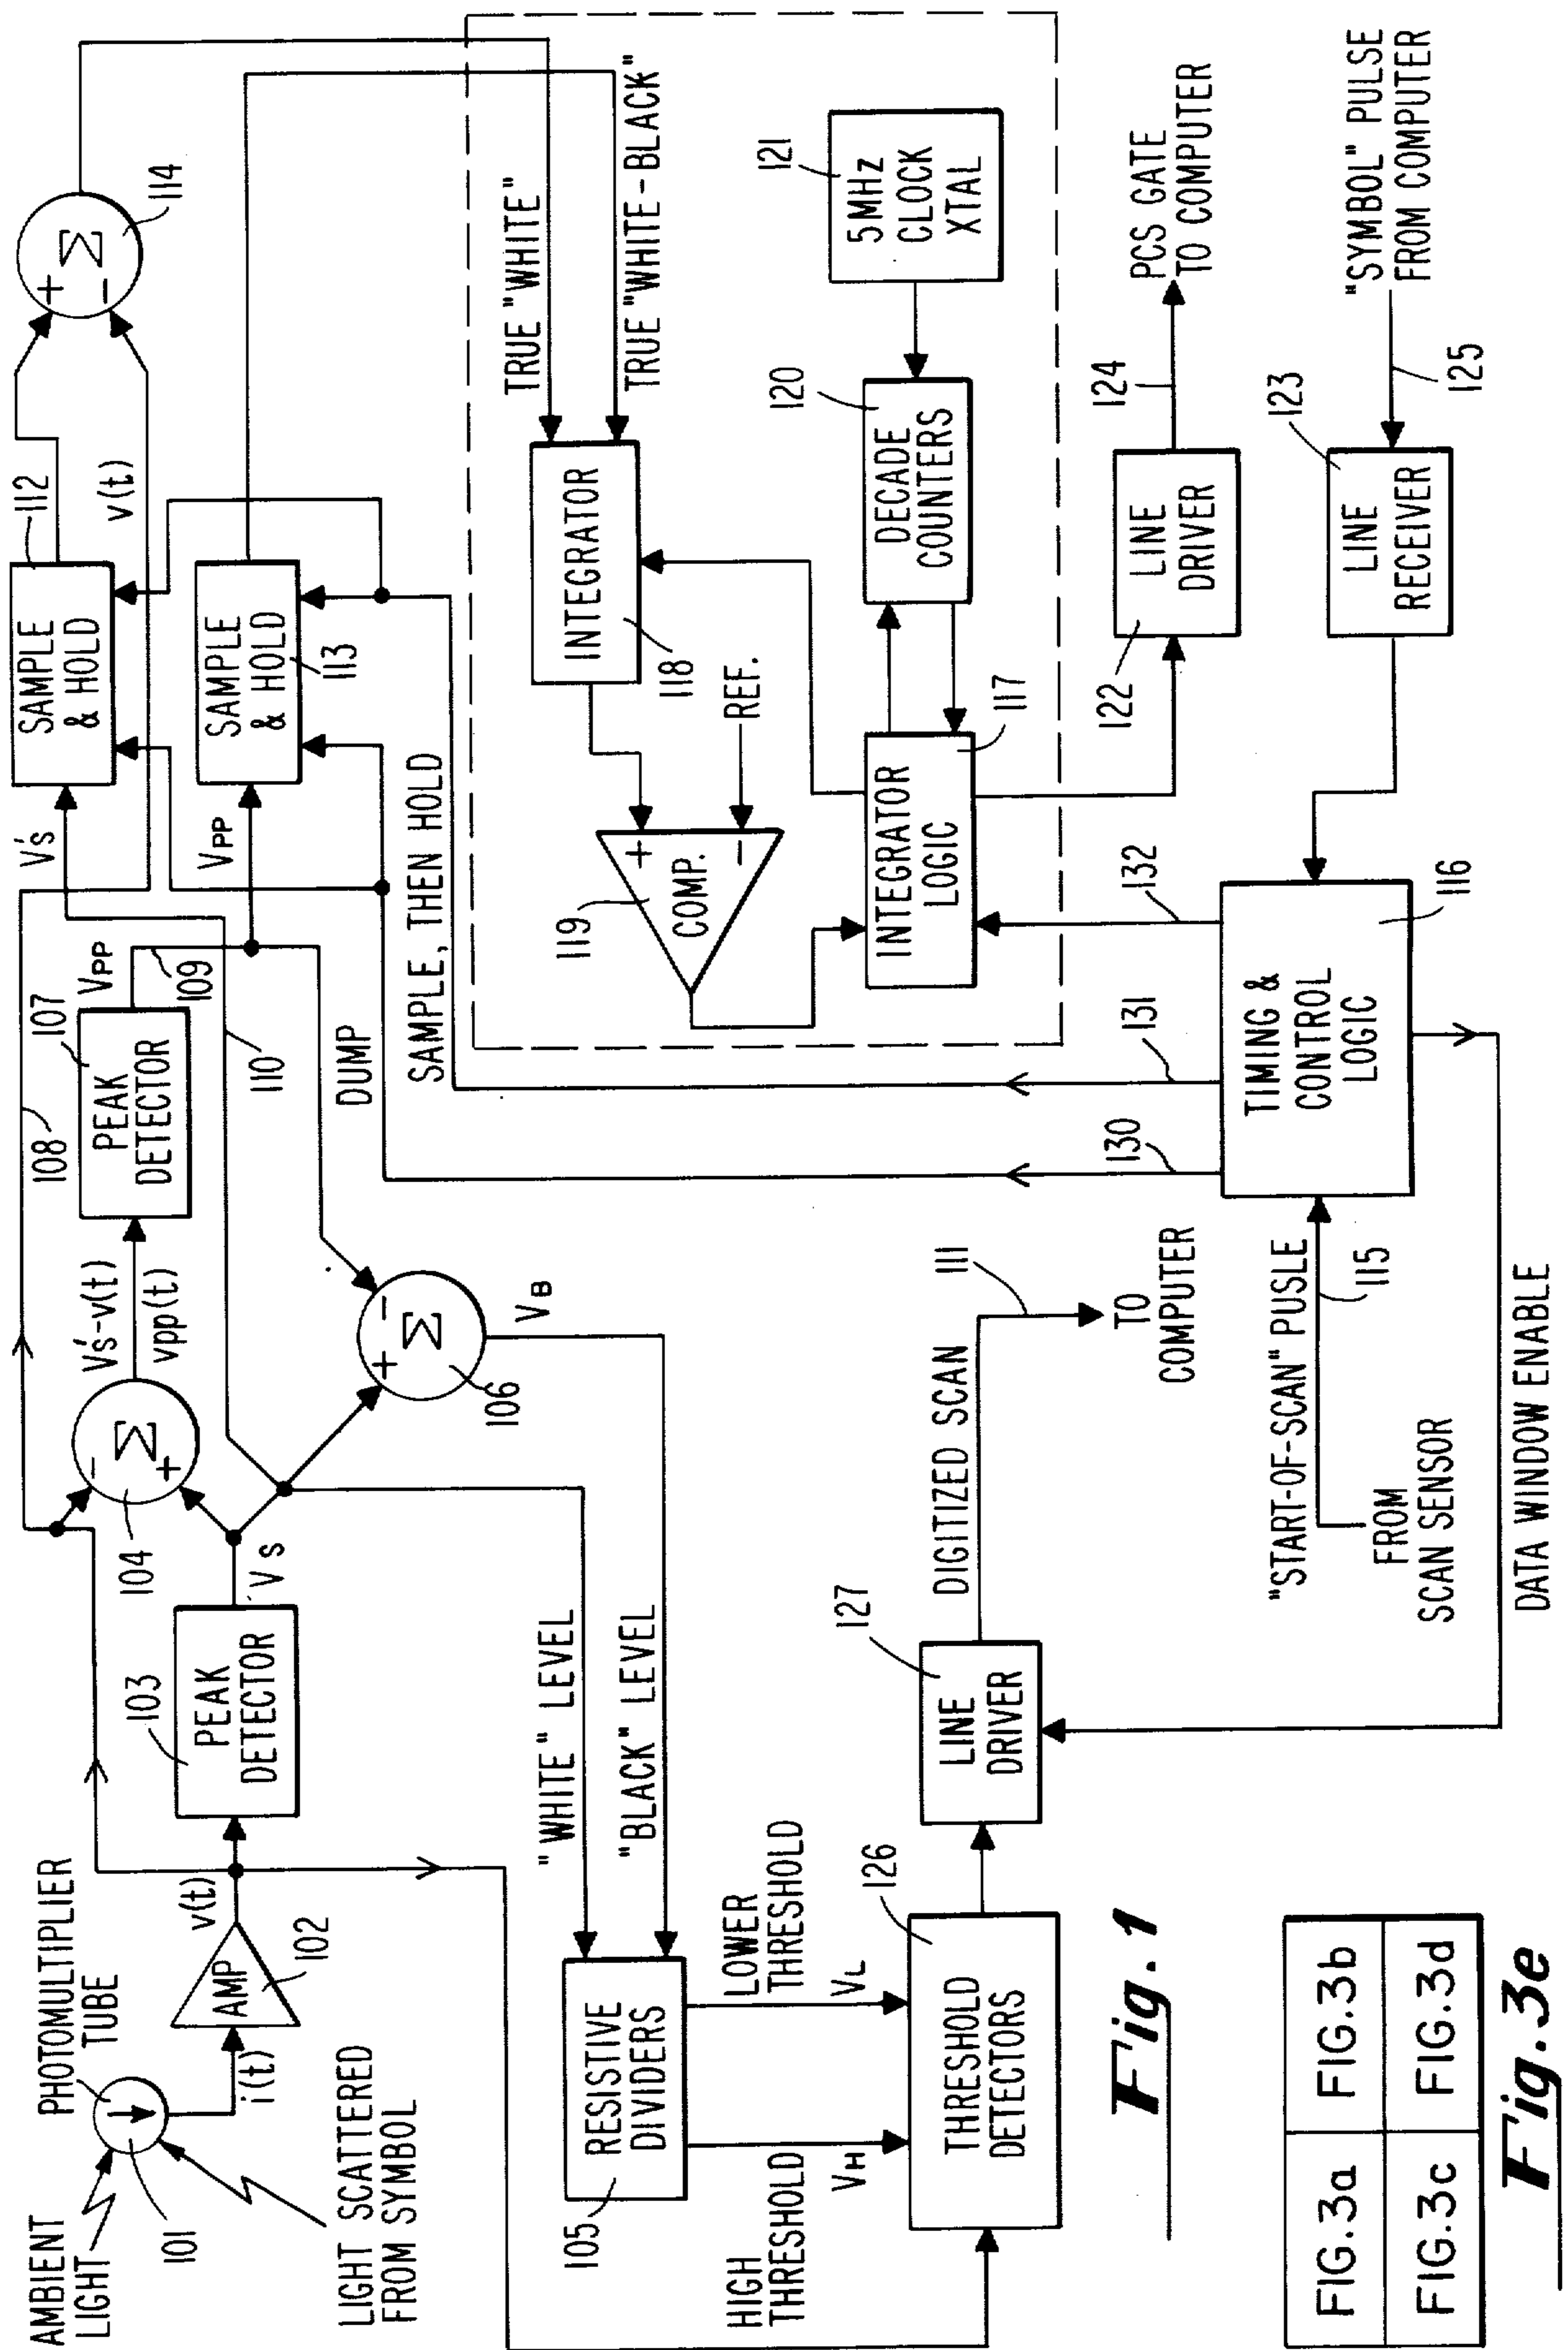 AMBIENT
LIGHT
101
PHOTOMULTIPLIER
TUBE
LIGHT SCATTERED
FROM SYMBOL
i(t)
AMP
102
v(t)
103
PEAK
DETECTOR
VS
104
Σ
-
+
V'S-v(t)
vpp(t)
108
107
PEAK
DETECTOR
VPP
109
110
106
Σ
+
-
VB
"WHITE" LEVEL
"BLACK" LEVEL
105
RESISTIVE
DIVIDERS
HIGH
THRESHOLD
VH
LOWER
THRESHOLD
VL
126
THRESHOLD
DETECTORS
127
LINE
DRIVER
DIGITIZED SCAN
111
TO
COMPUTER
V'S
VPP
DUMP
SAMPLE, THEN HOLD
SAMPLE
& HOLD
112
v(t)
SAMPLE
& HOLD
113
+
-
Σ
114
TRUE "WHITE"
TRUE "WHITE-BLACK"
INTEGRATOR
118
119
COMP.
+
-
REF.
INTEGRATOR
LOGIC
117
120
DECADE
COUNTERS
121
5MHz
CLOCK
XTAL
122
LINE
DRIVER
124
PCS GATE
TO COMPUTER
123
LINE
RECEIVER
125
"SYMBOL" PULSE
FROM COMPUTER
130
131
132
TIMING &
CONTROL
LOGIC
116
"START-OF-SCAN" PUSLE
115
FROM
SCAN SENSOR
DATA WINDOW ENABLE
Fig. 1
FIG.3a FIG.3b
FIG.3c FIG.3d
Fig. 3e